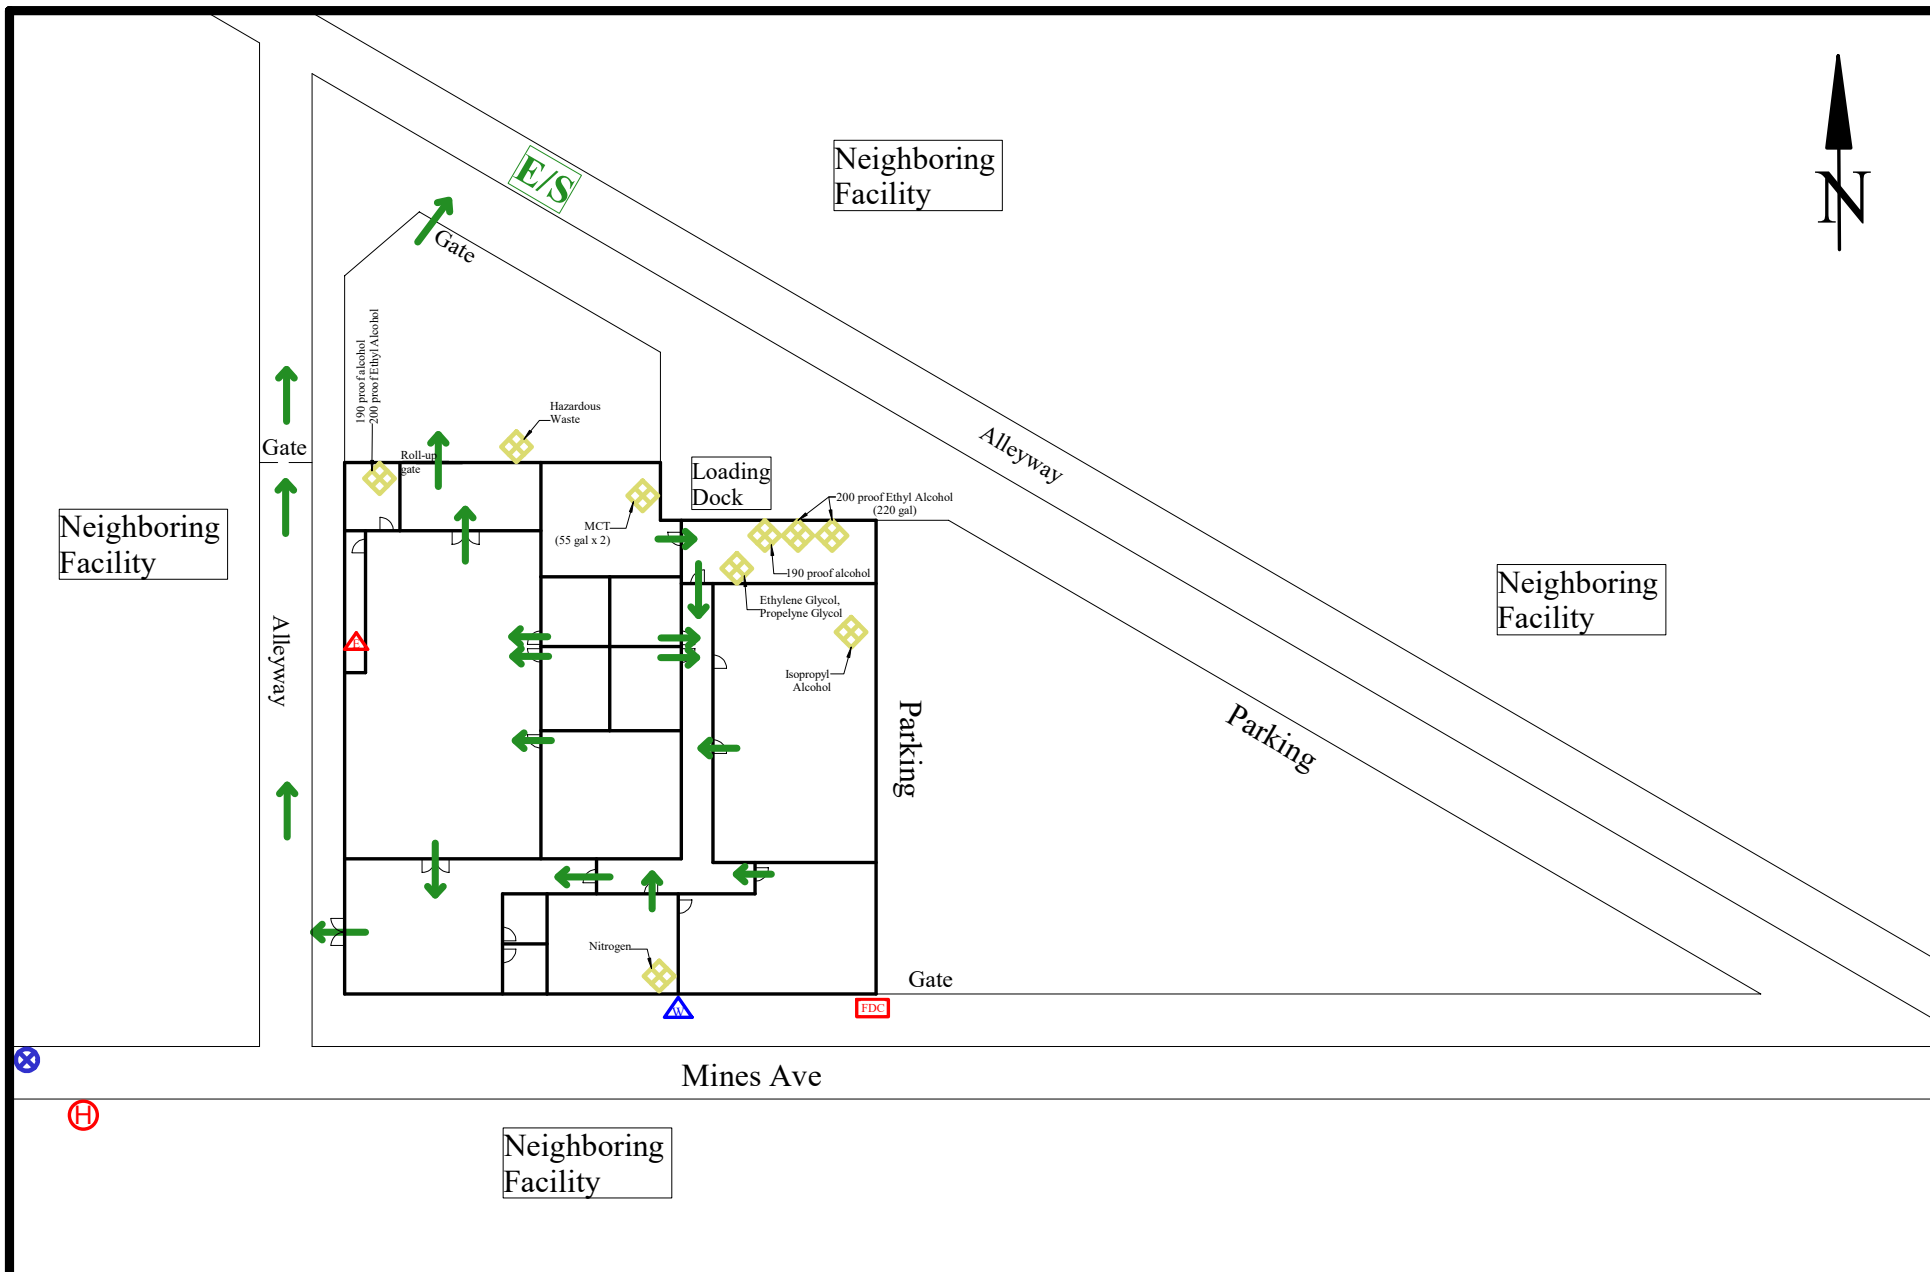 E/S
Neighboring
Facility
N
Gate
190 proof alcohol
200 proof Ethyl Alcohol
Hazardous
Waste
Gate
Roll-up
gate
Alleyway
Loading
Dock
200 proof Ethyl Alcohol
(220 gal)
MCT
(55 gal x 2)
190 proof alcohol
Neighboring
Facility
Ethylene Glycol,
Propelyne Glycol
Neighboring
Facility
Alleyway
E
Isopropyl
Alcohol
Parking
Parking
Nitrogen
Gate
W
FDC
Mines Ave
H
Neighboring
Facility